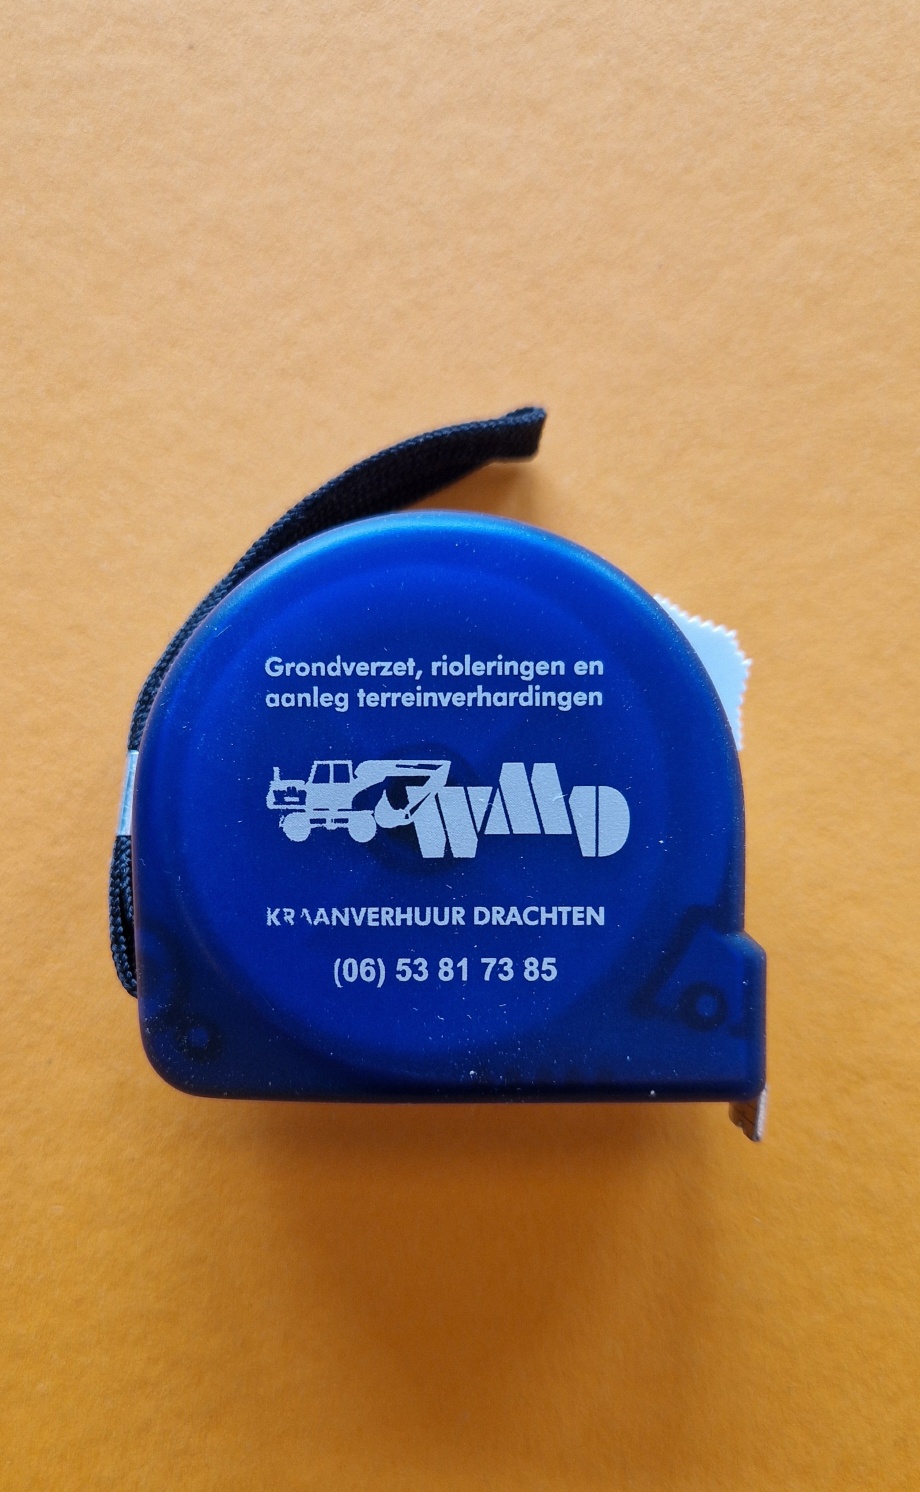 Grondverzet, rioleringen en
aanleg terreinverhardingen
WMD
KRAANVERHUUR DRACHTEN
(06) 53 81 73 85